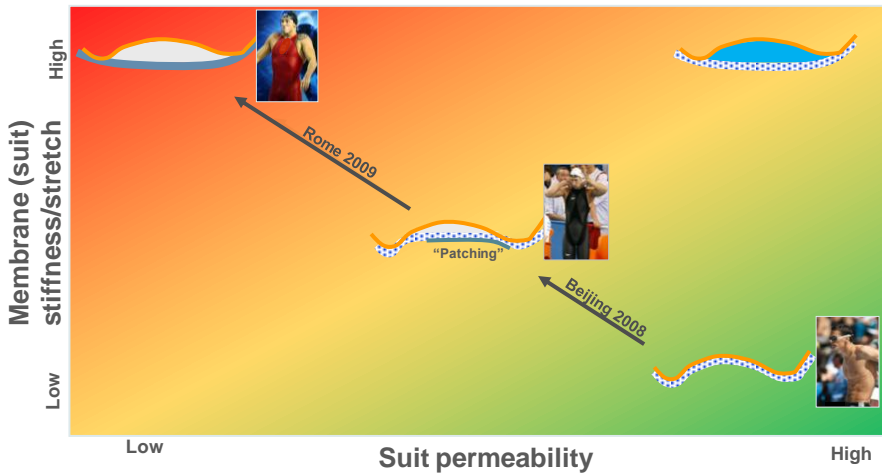 High
Rome 2009
Membrane (suit)
stiffness/stretch
“Patching”
Beijing 2008
Low
Low
Suit permeability
High